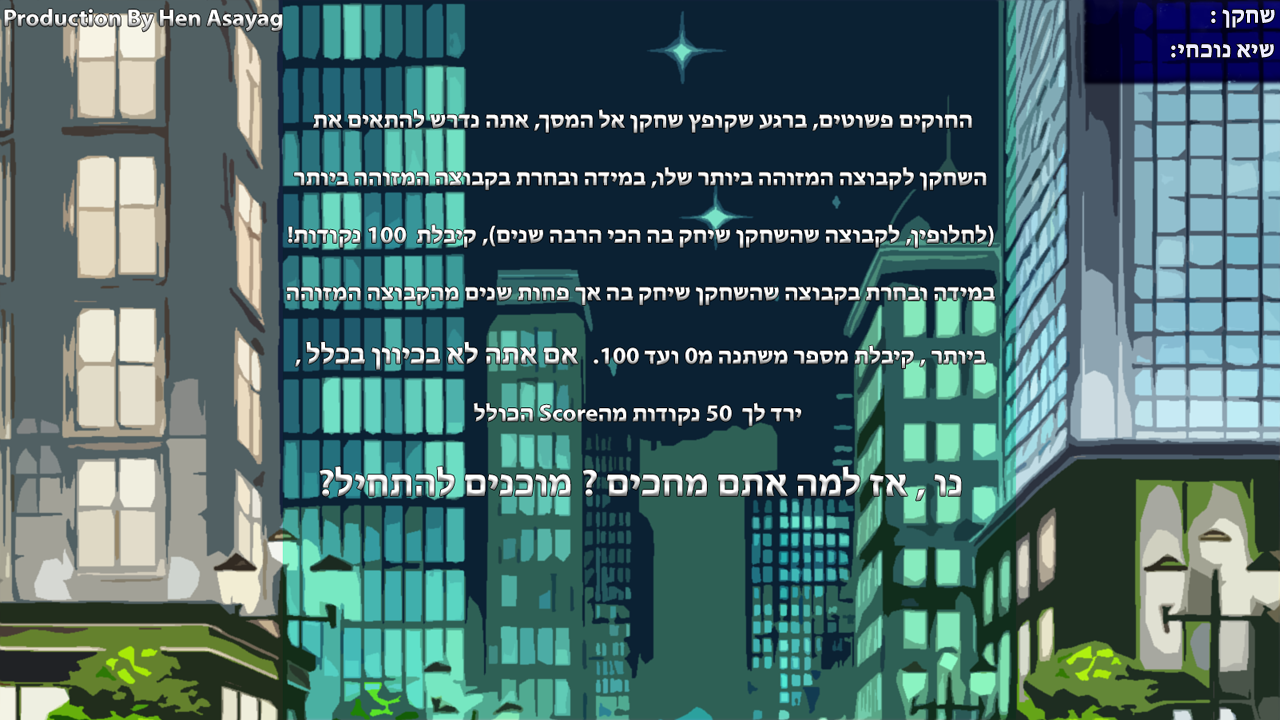 Production By Hen Asayag
שחקן :
שיא נוכחי:
החוקים פשוטים, ברגע שקופץ שחקן אל המסך, אתה נדרש להתאים את
השחקן לקבוצה המזוהה ביותר שלו, במידה ובחרת בקבוצה המזוהה ביותר
(לחלופין, לקבוצה שהשחקן שיחק בה הכי הרבה שנים), קיבלת 100 נקודות!
במידה ובחרת בקבוצה שהשחקן שיחק בה אך פחות שנים מהקבוצה המזוהה
ביותר , קיבלת מספר משתנה מ0 ועד 100. אם אתה לא בכיוון בכלל ,
ירד לך 50 נקודות מהScore הכולל
נו , אז למה אתם מחכים ? מוכנים להתחיל?